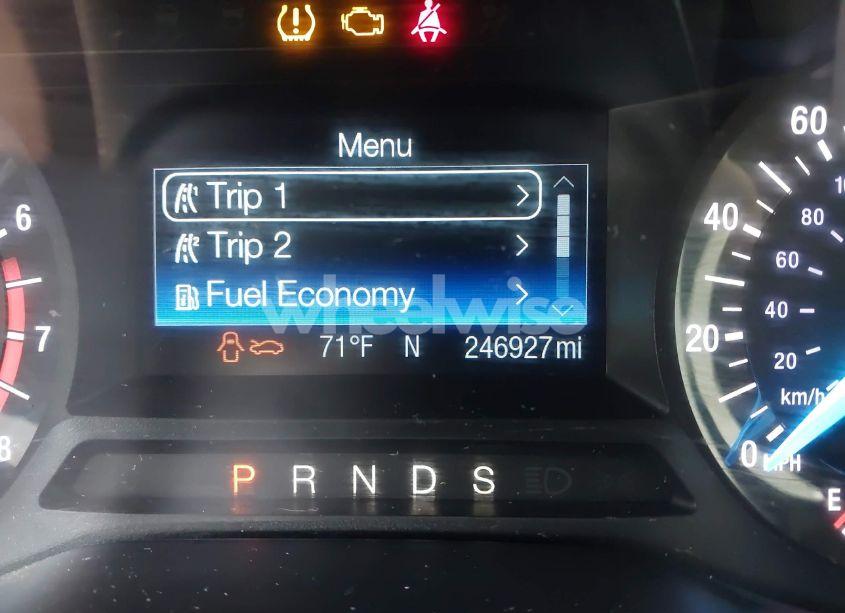 Menu
Trip 1
Trip 2
Fuel Economy
wheelwise
71°F N 246927 mi
P R N D S
6
7
8
60
40
20
0 MPH
80
60
40
20
km/h
E